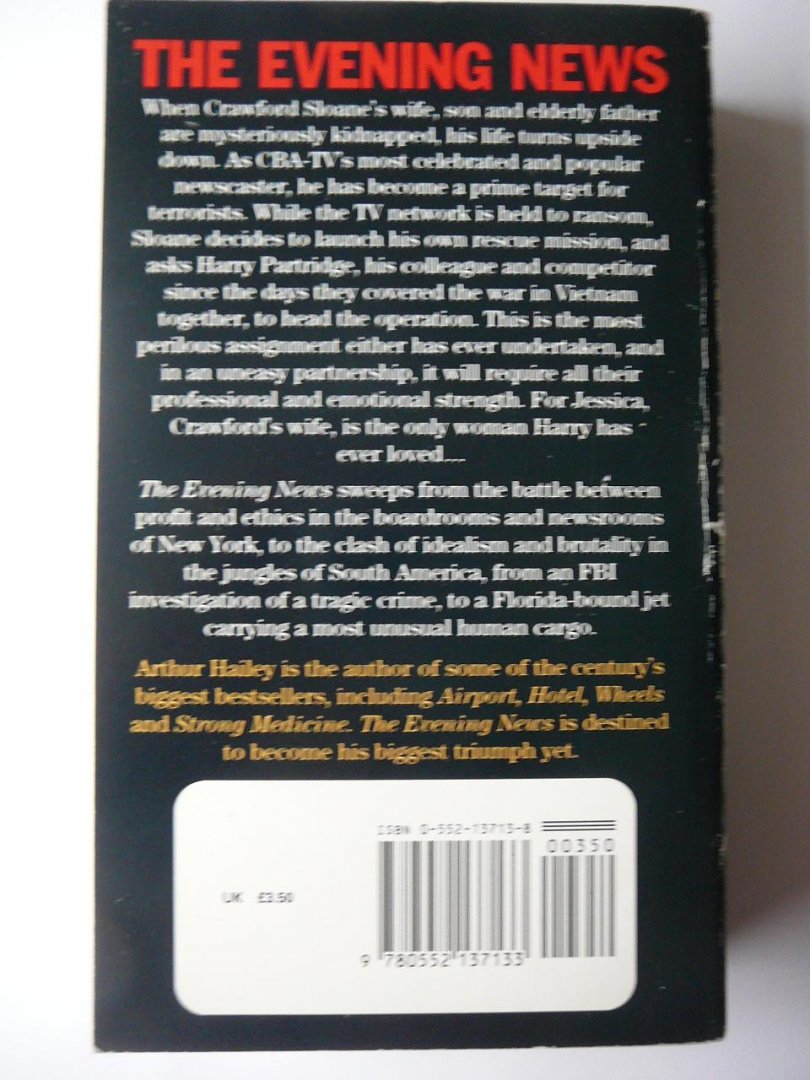 THE EVENING NEWS
When Crawford Sloane's wife, son and elderly father
are mysteriously kidnapped, his life turns upside
down. As CBA-TV's most celebrated and popular
newscaster, he has become a prime target for
terrorists. While the TV network is held to ransom,
Sloane decides to launch his own rescue mission, and
asks Harry Partridge, his colleague and competitor
since the days they covered the war in Vietnam
together, to head the operation. This is the most
perilous assignment either has ever undertaken, and
in an uneasy partnership, it will require all their
professional and emotional strength. For Jessica,
Crawford's wife, is the only woman Harry has
ever loved....
The Evening News sweeps from the battle between
profit and ethics in the boardrooms and newsrooms
of New York, to the clash of idealism and brutality in
the jungles of South America, from an FBI
investigation of a tragic crime, to a Florida-bound jet
carrying a most unusual human cargo.
Arthur Hailey is the author of some of the century's
biggest bestsellers, including Airport, Hotel, Wheels
and Strong Medicine. The Evening News is destined
to become his biggest triumph yet.
ISBN 0-552-13713-8
00350
UK £3.50
9 780552 137133